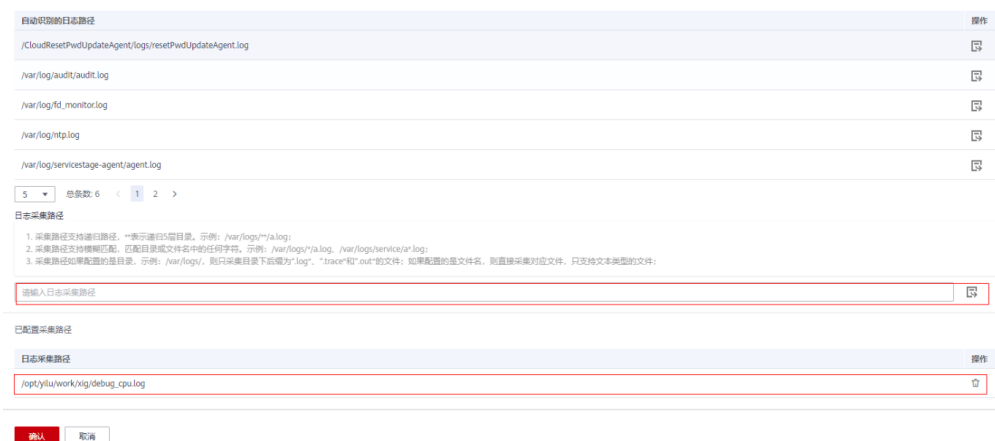 自动识别的日志路径 操作
/CloudResetPwdUpdateAgent/logs/resetPwdUpdateAgent.log
/var/log/audit/audit.log
/var/log/fd_monitor.log
/var/log/ntp.log
/var/log/servicestage-agent/agent.log
5 总条数: 6 < 1 2 >
日志采集路径
1. 采集路径支持递归路径，**表示递归5层目录。示例：/var/logs/**/a.log；
2. 采集路径支持模糊匹配，匹配目录或文件名中的任何字符。示例：/var/logs/*/a.log、/var/logs/service/a*.log；
3. 采集路径如果配置的是目录，示例：/var/logs/，则只采集目录下后缀为".log"、".trace"和".out"的文件；如果配置的是文件名，则直接采集对应文件，只支持文本类型的文件；
请输入日志采集路径
已配置采集路径
日志采集路径 操作
/opt/yilu/work/xig/debug_cpu.log
确认 取消